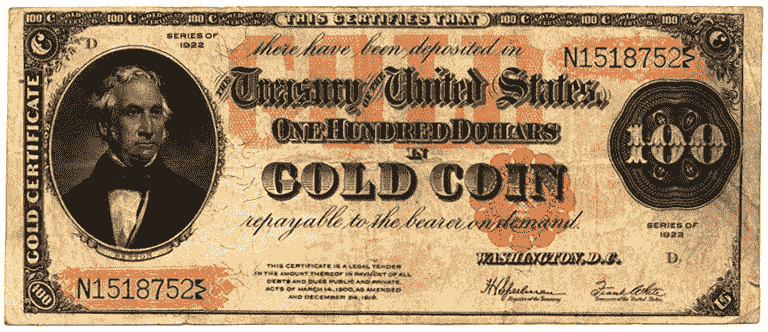 THIS CERTIFIES THAT
C
D
SERIES OF
1922
there have been deposited in
N1518752
THE Treasury OF THE United States,
ONE HUNDRED DOLLARS
IN
GOLD COIN
repayable to the bearer on demand.
100
GOLD CERTIFICATE
BENTON
SERIES OF
1922
WASHINGTON, D.C.
D
N1518752
THIS CERTIFICATE IS A LEGAL TENDER
IN THE AMOUNT THEREOF IN PAYMENT OF ALL
DEBTS AND DUES PUBLIC AND PRIVATE.
ACTS OF MARCH 14, 1900, AS AMENDED
AND DECEMBER 24, 1919.
H V Speelman
Register of the Treasury.
Frank White
Treasurer of the United States.
100